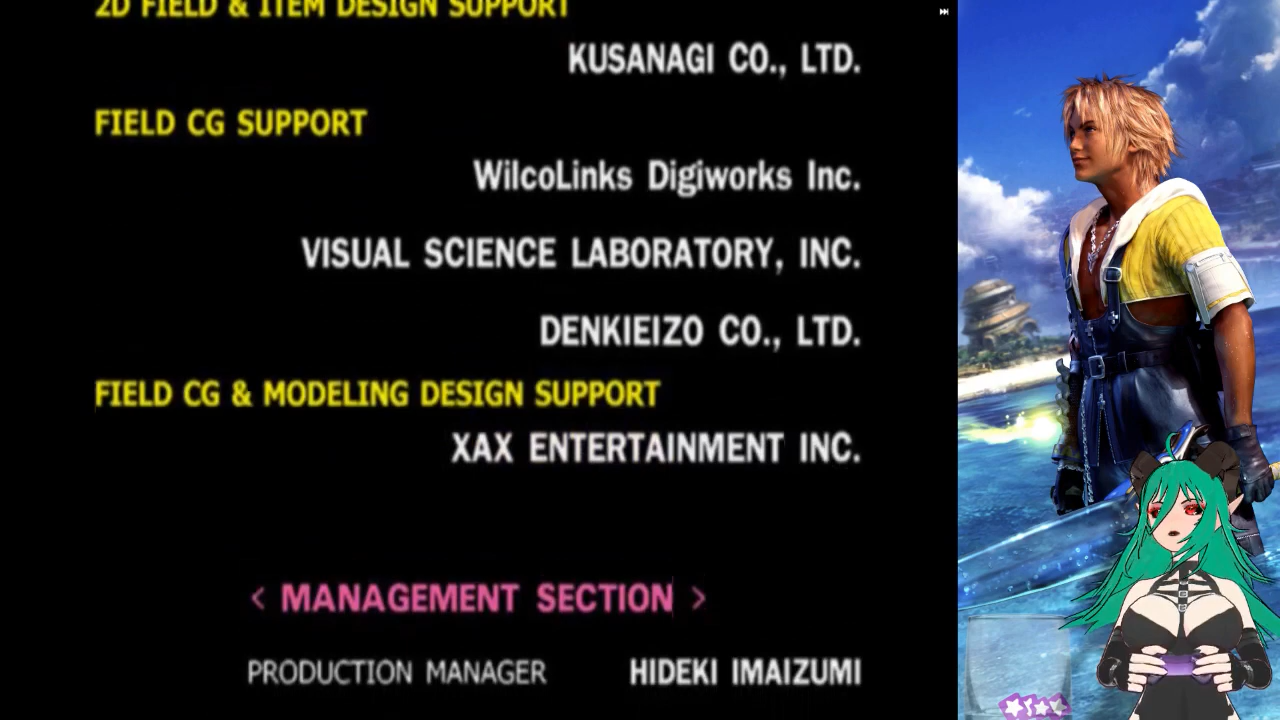 2D FIELD & ITEM DESIGN SUPPORT
KUSANAGI CO., LTD.
FIELD CG SUPPORT
WilcoLinks Digiworks Inc.
VISUAL SCIENCE LABORATORY, INC.
DENKIEIZO CO., LTD.
FIELD CG & MODELING DESIGN SUPPORT
XAX ENTERTAINMENT INC.
< MANAGEMENT SECTION >
PRODUCTION MANAGER HIDEKI IMAIZUMI